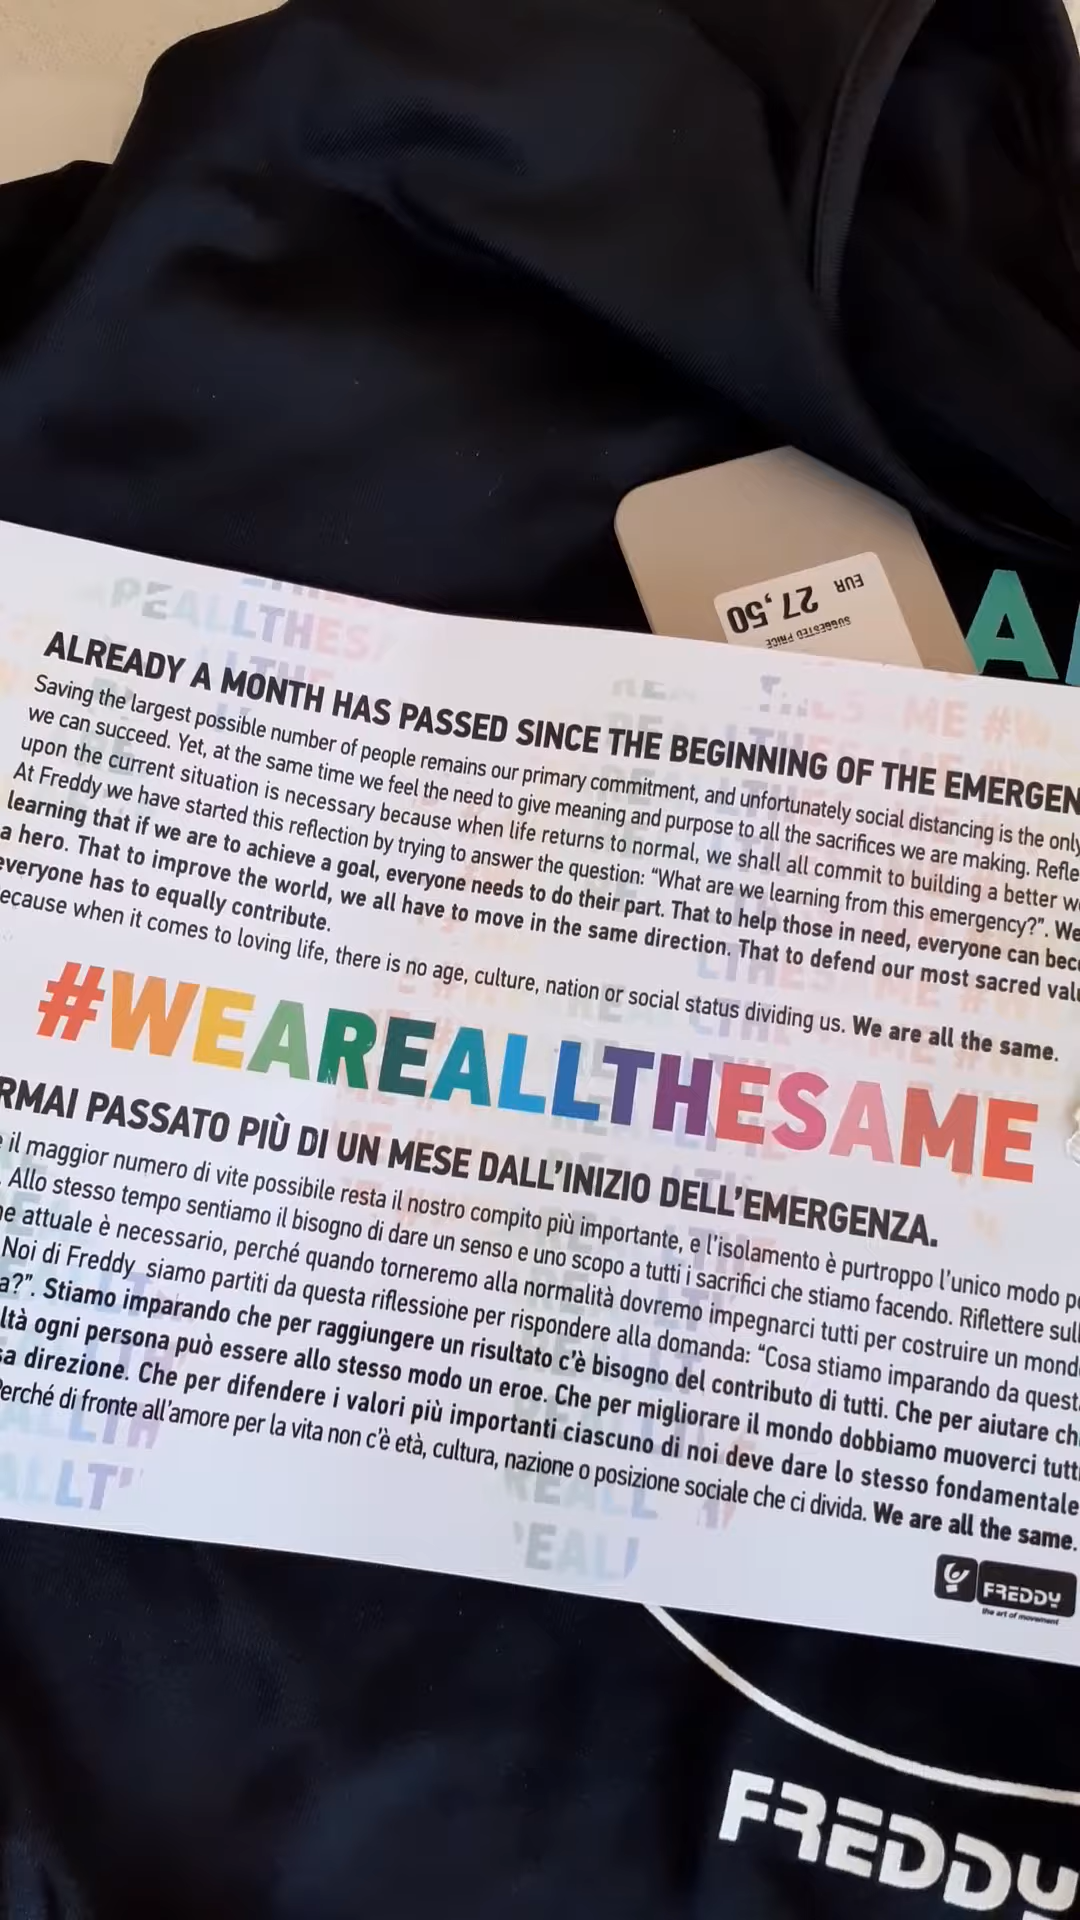 EUR
27,50
SUGGESTED PRICE
ALREADY A MONTH HAS PASSED SINCE THE BEGINNING OF THE EMERGEN
Saving the largest possible number of people remains our primary commitment, and unfortunately social distancing is the only
we can succeed. Yet, at the same time we feel the need to give meaning and purpose to all the sacrifices we are making. Refle
upon the current situation is necessary because when life returns to normal, we shall all commit to building a better w
At Freddy we have started this reflection by trying to answer the question: “What are we learning from this emergency?”. We
learning that if we are to achieve a goal, everyone needs to do their part. That to help those in need, everyone can bec
a hero. That to improve the world, we all have to move in the same direction. That to defend our most sacred val
everyone has to equally contribute.
ecause when it comes to loving life, there is no age, culture, nation or social status dividing us. We are all the same.
#WEAREALLTHESAME
RMAI PASSATO PIÙ DI UN MESE DALL’INIZIO DELL’EMERGENZA.
e il maggior numero di vite possibile resta il nostro compito più importante, e l’isolamento è purtroppo l’unico modo p
. Allo stesso tempo sentiamo il bisogno di dare un senso e uno scopo a tutti i sacrifici che stiamo facendo. Riflettere sul
ne attuale è necessario, perché quando torneremo alla normalità dovremo impegnarci tutti per costruire un mond
Noi di Freddy siamo partiti da questa riflessione per rispondere alla domanda: “Cosa stiamo imparando da quest
a?”. Stiamo imparando che per raggiungere un risultato c’è bisogno del contributo di tutti. Che per aiutare ch
ltà ogni persona può essere allo stesso modo un eroe. Che per migliorare il mondo dobbiamo muoverci tutti
sa direzione. Che per difendere i valori più importanti ciascuno di noi deve dare lo stesso fondamentale
Perché di fronte all’amore per la vita non c’è età, cultura, nazione o posizione sociale che ci divida. We are all the same.
FREDDY
the art of movement
FREDDY